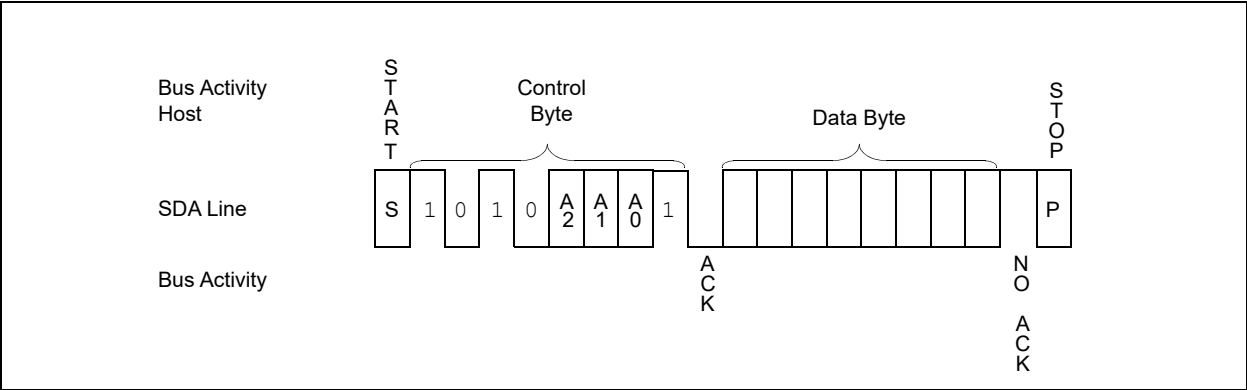 Bus Activity
Host
START
Control
Byte
Data Byte
STOP
SDA Line
S 1 0 1 0 A2 A1 A0 1 P
Bus Activity
ACK
NO ACK